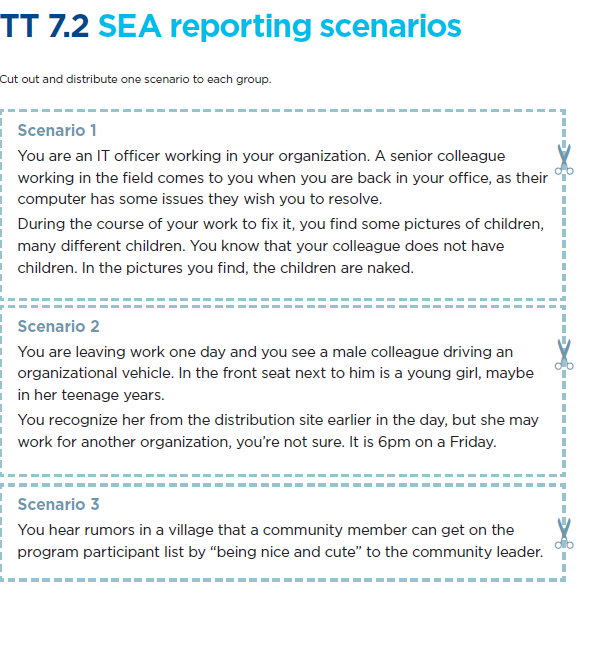 TT 7.2 SEA reporting scenarios
Cut out and distribute one scenario to each group.
Scenario 1
You are an IT officer working in your organization. A senior colleague
working in the field comes to you when you are back in your office, as their
computer has some issues they wish you to resolve.
During the course of your work to fix it, you find some pictures of children,
many different children. You know that your colleague does not have
children. In the pictures you find, the children are naked.
Scenario 2
You are leaving work one day and you see a male colleague driving an
organizational vehicle. In the front seat next to him is a young girl, maybe
in her teenage years.
You recognize her from the distribution site earlier in the day, but she may
work for another organization, you’re not sure. It is 6pm on a Friday.
Scenario 3
You hear rumors in a village that a community member can get on the
program participant list by “being nice and cute” to the community leader.